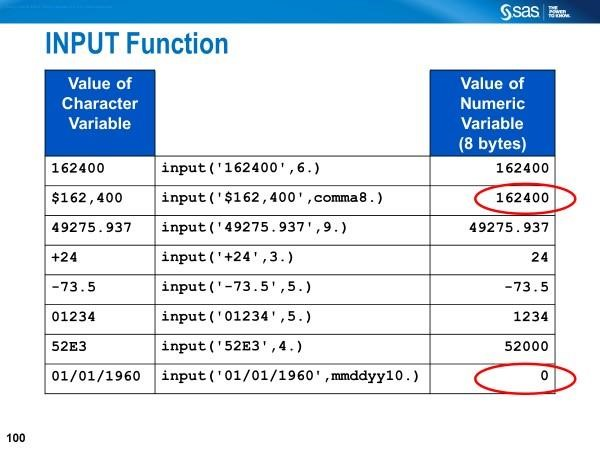 sas THE POWER TO KNOW.
INPUT Function
Value of Character Variable
Value of Numeric Variable (8 bytes)
162400 input('162400',6.) 162400
$162,400 input('$162,400',comma8.) 162400
49275.937 input('49275.937',9.) 49275.937
+24 input('+24',3.) 24
-73.5 input('-73.5',5.) -73.5
01234 input('01234',5.) 1234
52E3 input('52E3',4.) 52000
01/01/1960 input('01/01/1960',mmddyy10.) 0
100